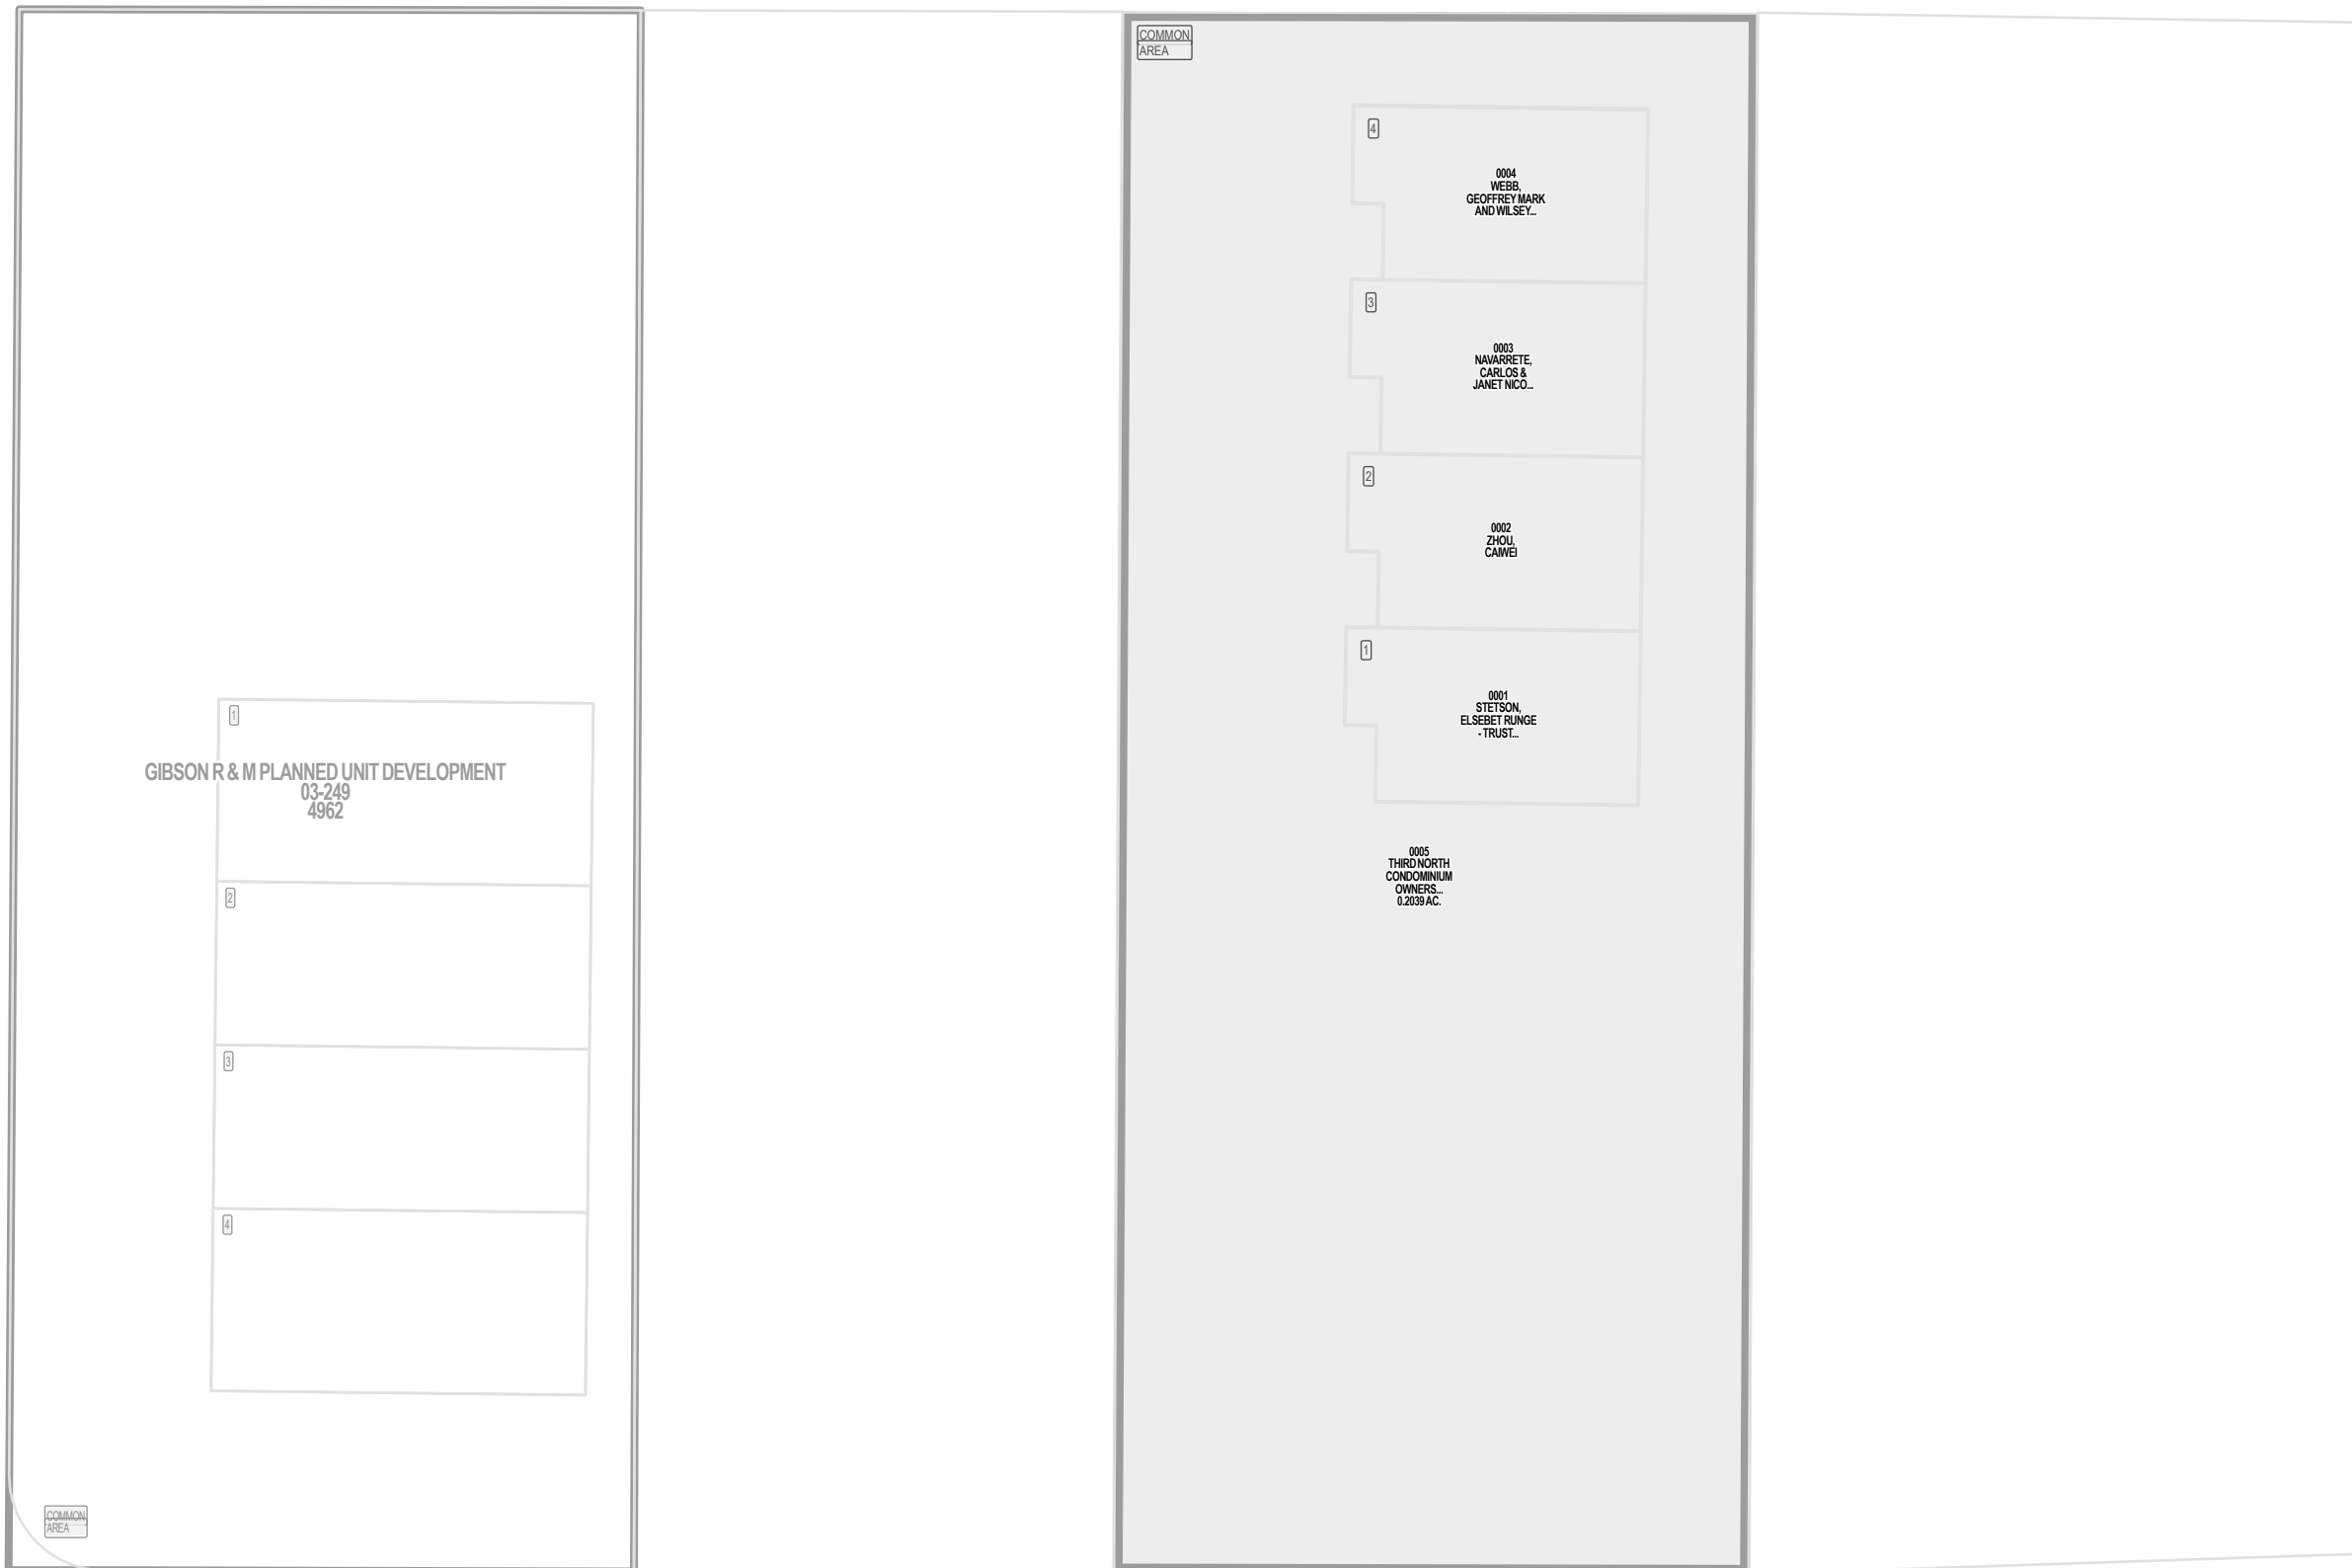 COMMON
AREA
4
0004
WEBB,
GEOFFREY MARK
AND WILSEY...
3
0003
NAVARRETE,
CARLOS &
JANET NICO...
2
0002
ZHOU,
CAIWEI
1
0001
STETSON,
ELSEBET RUNGE
- TRUST...
0005
THIRD NORTH
CONDOMINIUM
OWNERS...
0.2039 AC.
1
GIBSON R & M PLANNED UNIT DEVELOPMENT
03-249
4962
2
3
4
COMMON
AREA